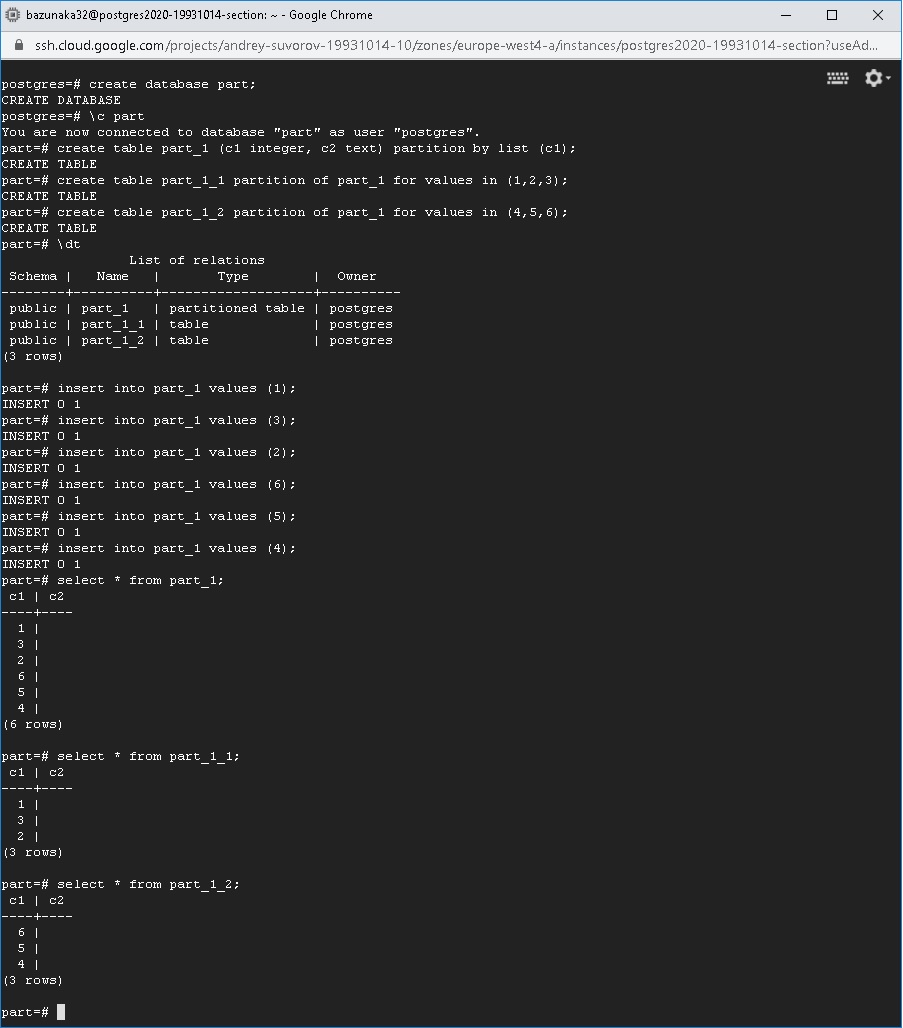 bazunaka32@postgres2020-19931014-section: ~ - Google Chrome
ssh.cloud.google.com/projects/andrey-suvorov-19931014-10/zones/europe-west4-a/instances/postgres2020-19931014-section?useAd...
postgres=# create database part;
CREATE DATABASE
postgres=# \c part
You are now connected to database "part" as user "postgres".
part=# create table part_1 (c1 integer, c2 text) partition by list (c1);
CREATE TABLE
part=# create table part_1_1 partition of part_1 for values in (1,2,3);
CREATE TABLE
part=# create table part_1_2 partition of part_1 for values in (4,5,6);
CREATE TABLE
part=# \dt
                List of relations
 Schema |   Name   |       Type        |  Owner
--------+----------+-------------------+----------
 public | part_1   | partitioned table | postgres
 public | part_1_1 | table             | postgres
 public | part_1_2 | table             | postgres
(3 rows)

part=# insert into part_1 values (1);
INSERT 0 1
part=# insert into part_1 values (3);
INSERT 0 1
part=# insert into part_1 values (2);
INSERT 0 1
part=# insert into part_1 values (6);
INSERT 0 1
part=# insert into part_1 values (5);
INSERT 0 1
part=# insert into part_1 values (4);
INSERT 0 1
part=# select * from part_1;
 c1 | c2
----+----
  1 |
  3 |
  2 |
  6 |
  5 |
  4 |
(6 rows)

part=# select * from part_1_1;
 c1 | c2
----+----
  1 |
  3 |
  2 |
(3 rows)

part=# select * from part_1_2;
 c1 | c2
----+----
  6 |
  5 |
  4 |
(3 rows)

part=#